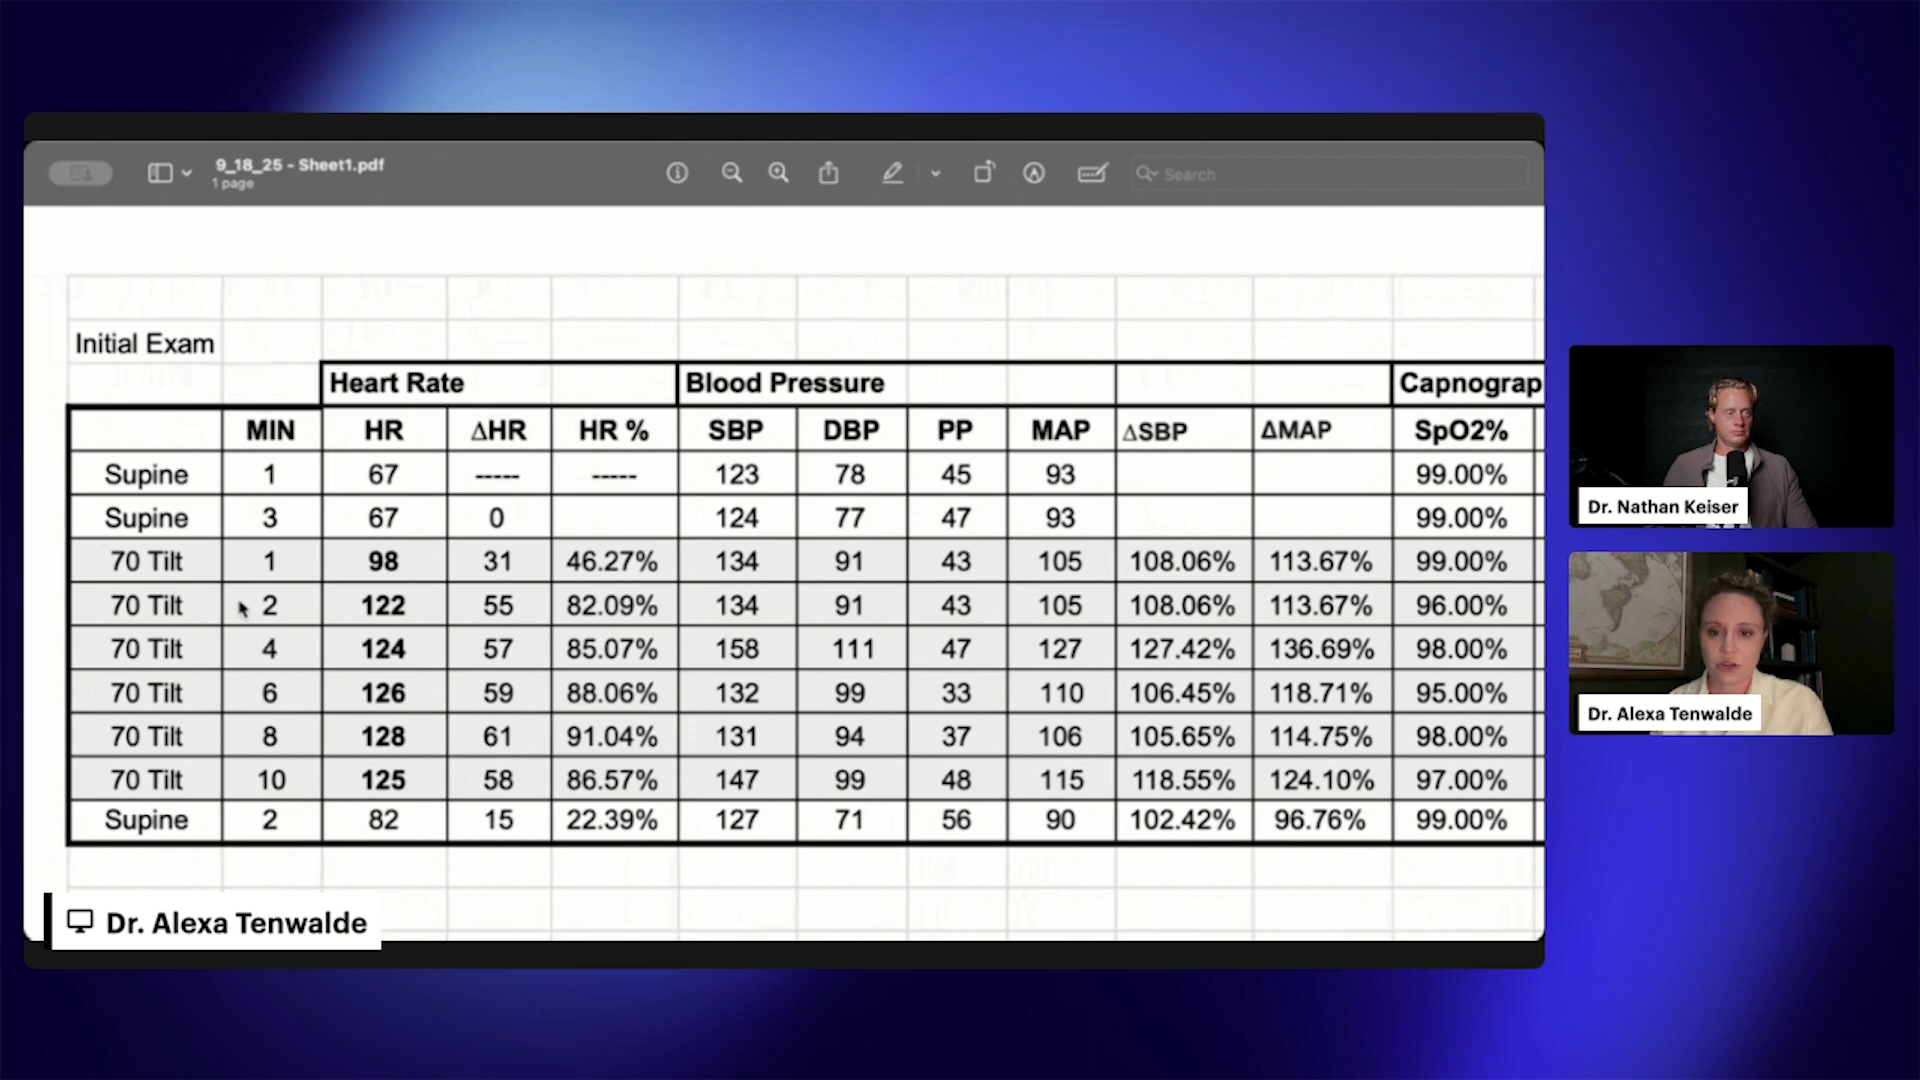 9_18_25 - Sheet1.pdf
1 page
Search
Initial Exam
Heart Rate Blood Pressure Capnograp
MIN HR ΔHR HR % SBP DBP PP MAP ΔSBP ΔMAP SpO2%
Supine 1 67 ----- ----- 123 78 45 93 99.00%
Supine 3 67 0 124 77 47 93 99.00%
70 Tilt 1 98 31 46.27% 134 91 43 105 108.06% 113.67% 99.00%
70 Tilt 2 122 55 82.09% 134 91 43 105 108.06% 113.67% 96.00%
70 Tilt 4 124 57 85.07% 158 111 47 127 127.42% 136.69% 98.00%
70 Tilt 6 126 59 88.06% 132 99 33 110 106.45% 118.71% 95.00%
70 Tilt 8 128 61 91.04% 131 94 37 106 105.65% 114.75% 98.00%
70 Tilt 10 125 58 86.57% 147 99 48 115 118.55% 124.10% 97.00%
Supine 2 82 15 22.39% 127 71 56 90 102.42% 96.76% 99.00%
Dr. Alexa Tenwalde
Dr. Nathan Keiser
Dr. Alexa Tenwalde